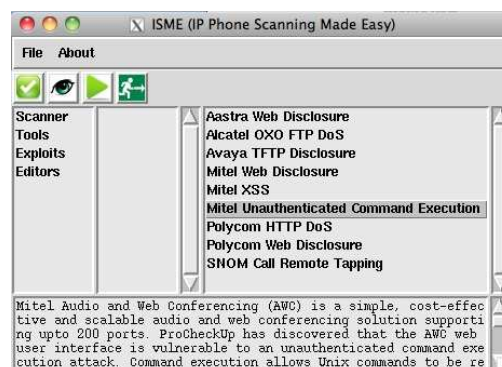 ISME (IP Phone Scanning Made Easy)
File About
Scanner
Tools
Exploits
Editors
Aastra Web Disclosure
Alcatel OXO FTP DoS
Avaya TFTP Disclosure
Mitel Web Disclosure
Mitel XSS
Mitel Unauthenticated Command Execution
Polycom HTTP DoS
Polycom Web Disclosure
SNOM Call Remote Tapping
Mitel Audio and Web Conferencing (AWC) is a simple, cost-effec
tive and scalable audio and web conferencing solution supporti
ng upto 200 ports. ProCheckUp has discovered that the AWC web
user interface is vulnerable to an unauthenticated command exe
cution attack. Command execution allows Unix commands to be re